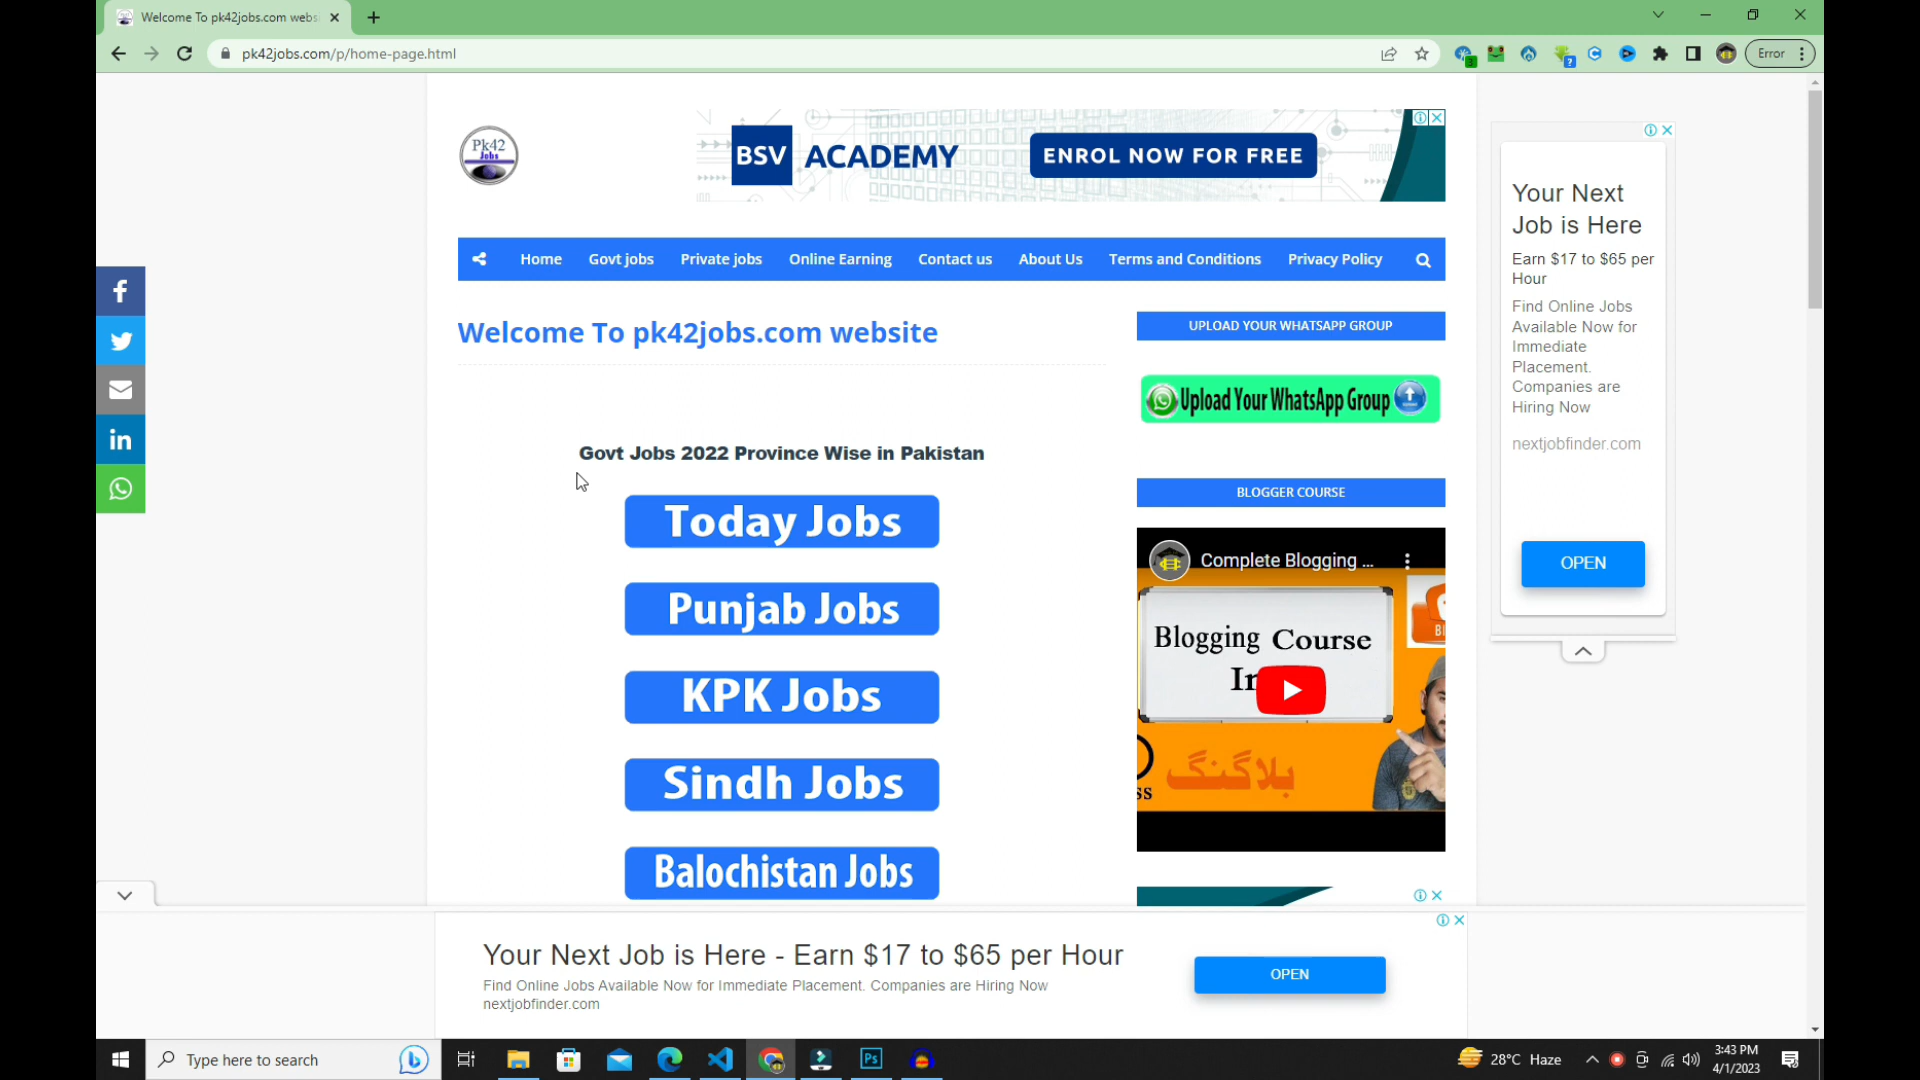 Welcome To pk42jobs.com webs
pk42jobs.com/p/home-page.html
Error
Pk42
Jobs
BSV ACADEMY
ENROL NOW FOR FREE
Home Govt jobs Private jobs Online Earning Contact us About Us Terms and Conditions Privacy Policy
Welcome To pk42jobs.com website
Govt Jobs 2022 Province Wise in Pakistan
Today Jobs
Punjab Jobs
KPK Jobs
Sindh Jobs
Balochistan Jobs
UPLOAD YOUR WHATSAPP GROUP
Upload Your WhatsApp Group
BLOGGER COURSE
Complete Blogging ...
Blogging Course
بلاگنگ
Your Next
Job is Here
Earn $17 to $65 per
Hour
Find Online Jobs
Available Now for
Immediate
Placement.
Companies are
Hiring Now
nextjobfinder.com
OPEN
Your Next Job is Here - Earn $17 to $65 per Hour
Find Online Jobs Available Now for Immediate Placement. Companies are Hiring Now
nextjobfinder.com
OPEN
Type here to search
Ps
28°C Haze
3:43 PM
4/1/2023